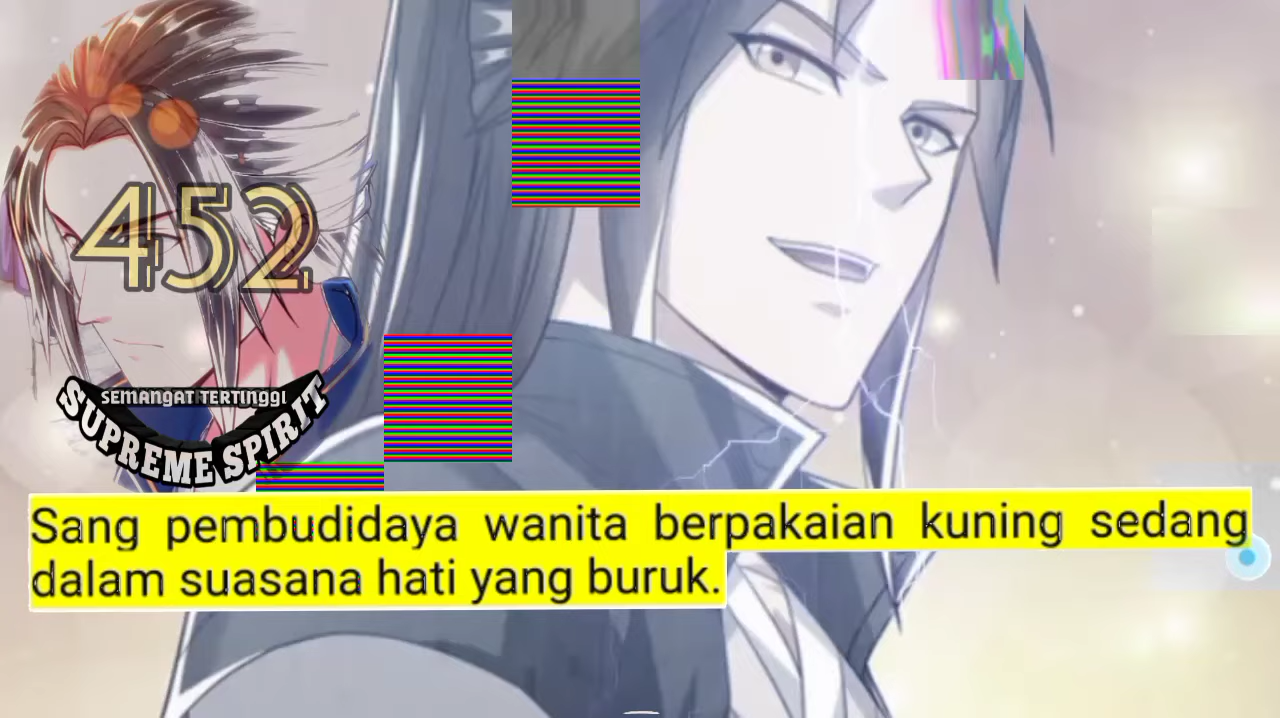 452
SEMANGAT TERTINGGI
SUPREME SPIRIT
Sang pembudidaya wanita berpakaian kuning sedang
dalam suasana hati yang buruk.